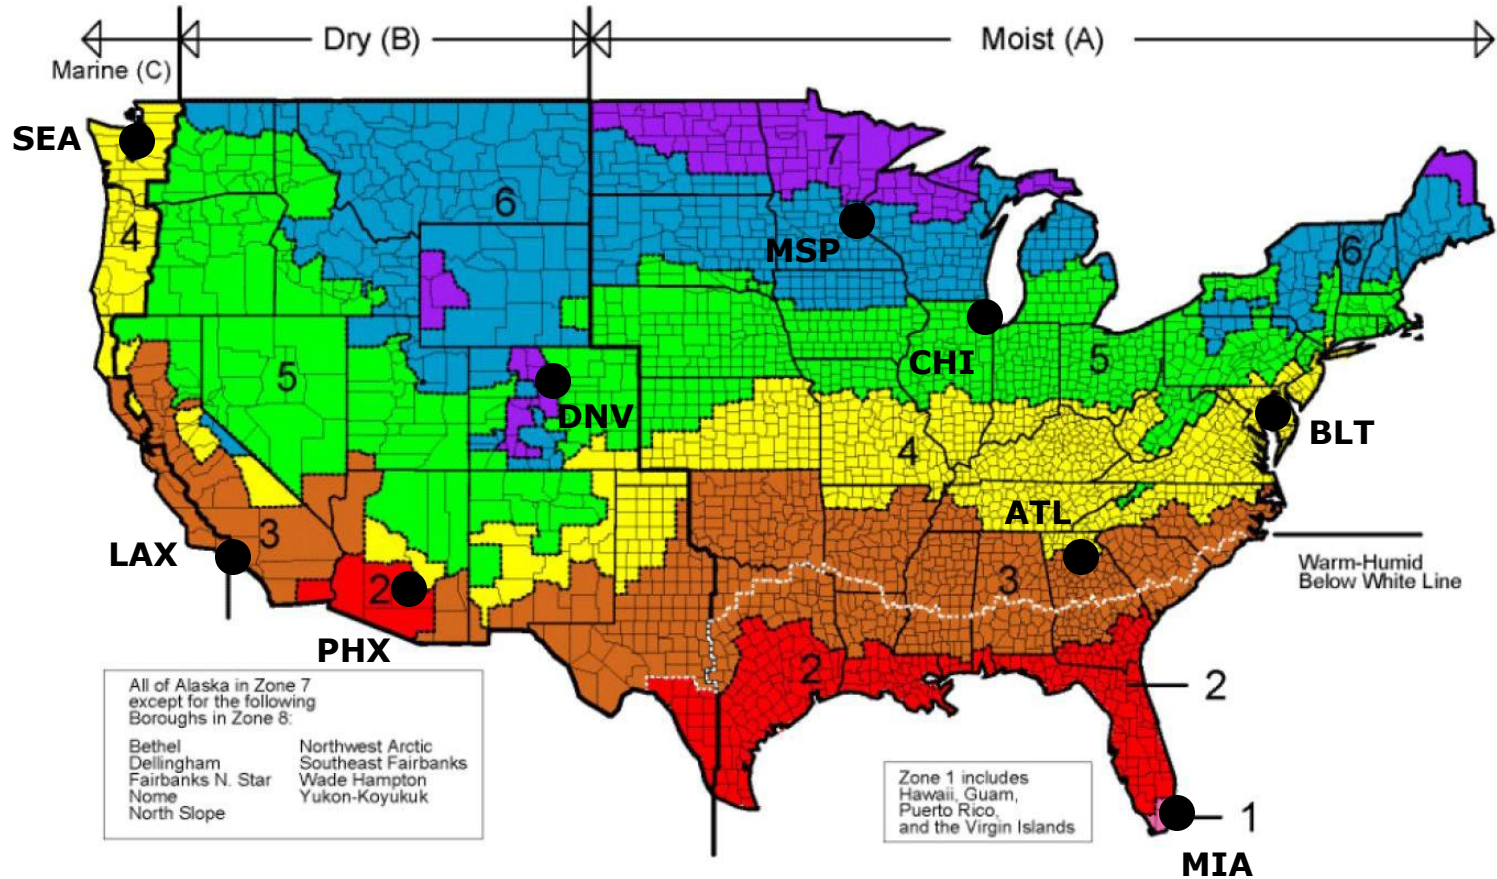 Dry (B)
Moist (A)
Marine (C)
SEA
7
6
4
MSP
6
CHI
5
5
DNV
BLT
4
ATL
LAX
3
Warm-Humid
Below White Line
3
2
PHX
2
2
All of Alaska in Zone 7
except for the following
Boroughs in Zone 8:
Bethel
Dellingham
Fairbanks N. Star
Nome
North Slope
Northwest Arctic
Southeast Fairbanks
Wade Hampton
Yukon-Koyukuk
Zone 1 includes
Hawaii, Guam,
Puerto Rico,
and the Virgin Islands
1
MIA